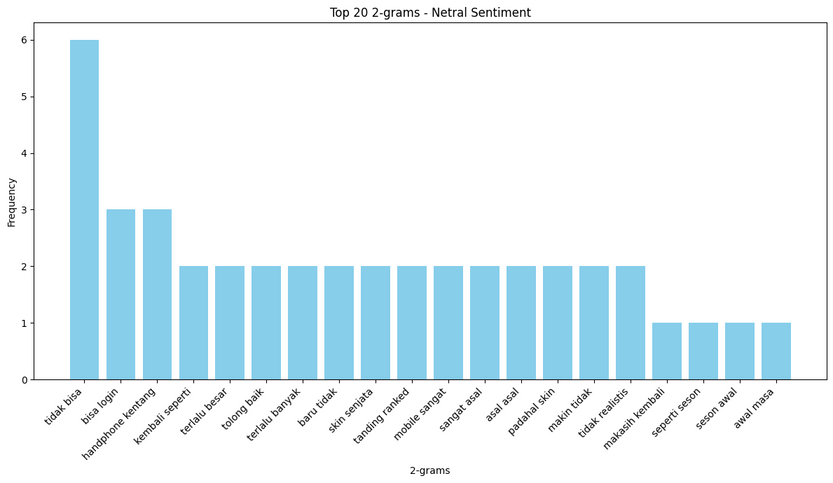 Top 20 2-grams - Netral Sentiment
Frequency
6
5
4
3
2
1
0
tidak bisa
bisa login
handphone kentang
kembali seperti
terlalu besar
tolong baik
terlalu banyak
baru tidak
skin senjata
tanding ranked
mobile sangat
sangat asal
asal asal
padahal skin
makin tidak
tidak realistis
makasih kembali
seperti seson
seson awal
awal masa
2-grams